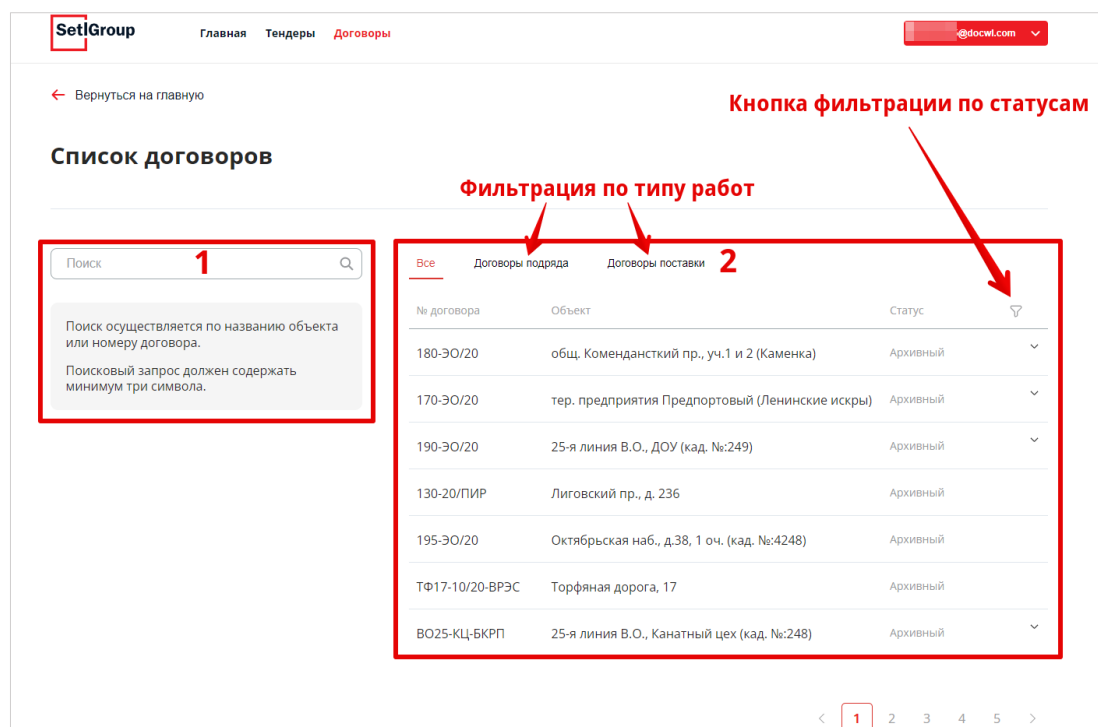 SetlGroup
Главная Тендеры Договоры
@docwl.com
Вернуться на главную
Кнопка фильтрации по статусам
Список договоров
Фильтрация по типу работ
Поиск 1
Поиск осуществляется по названию объекта
или номеру договора.
Поисковый запрос должен содержать
минимум три символа.
Все Договоры подряда Договоры поставки 2
№ договора Объект Статус
180-ЭО/20 общ. Комендансткий пр., уч.1 и 2 (Каменка) Архивный
170-ЭО/20 тер. предприятия Предпортовый (Ленинские искры) Архивный
190-ЭО/20 25-я линия В.О., ДОУ (кад. №:249) Архивный
130-20/ПИР Лиговский пр., д. 236 Архивный
195-ЭО/20 Октябрьская наб., д.38, 1 оч. (кад. №:4248) Архивный
ТФ17-10/20-ВРЭС Торфяная дорога, 17 Архивный
ВО25-КЦ-БКРП 25-я линия В.О., Канатный цех (кад. №:248) Архивный
< 1 2 3 4 5 >